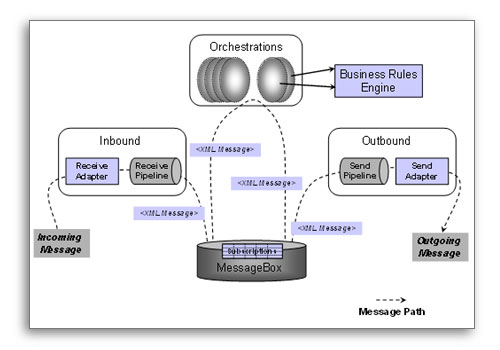 Orchestrations
Business Rules
Engine
Inbound
Outbound
<XML Message>
Receive
Adapter
Receive
Pipeline
Send
Pipeline
Send
Adapter
<XML Message>
<XML Message>
<XML Message>
Incoming
Message
Outgoing
Message
Subscriptions
MessageBox
Message Path